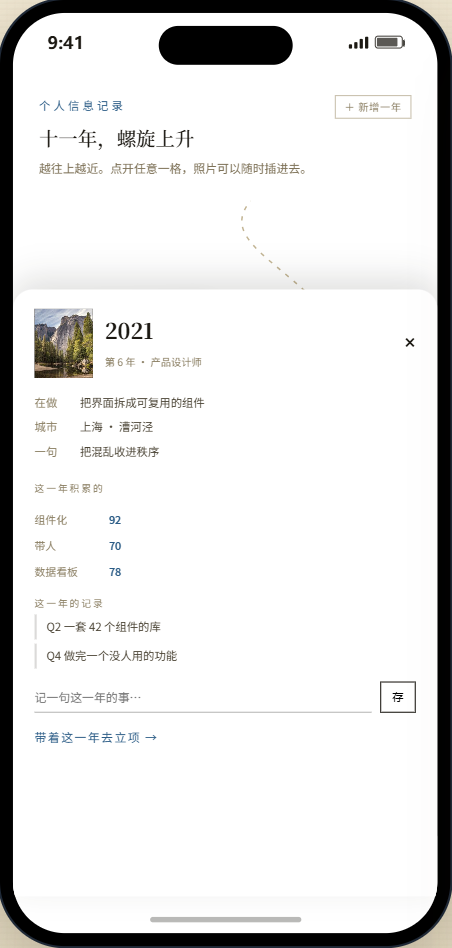 9:41
个人信息记录
＋ 新增一年
十一年，螺旋上升
越往上越近。点开任意一格，照片可以随时插进去。
2021
×
第 6 年 · 产品设计师
在做 把界面拆成可复用的组件
城市 上海 · 漕河泾
一句 把混乱收进秩序
这一年积累的
组件化 92
带人 70
数据看板 78
这一年的记录
Q2 一套 42 个组件的库
Q4 做完一个没人用的功能
记一句这一年的事…
存
带着这一年去立项 →